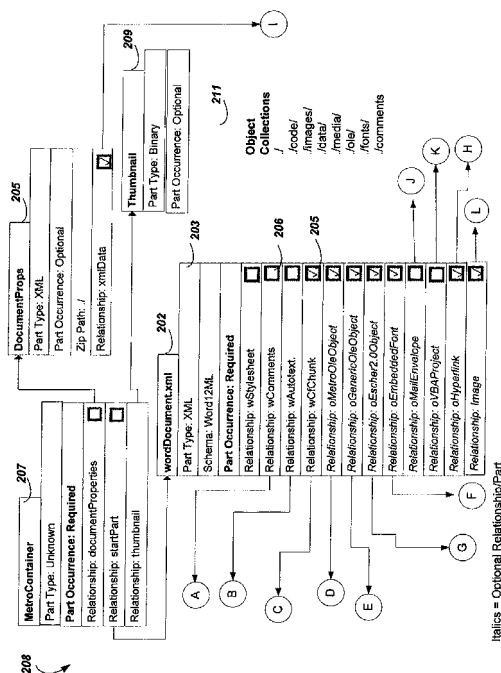 208
207
MetroContainer
Part Type: Unknown
Part Occurrence: Required
Relationship: documentProperties
Relationship: startPart
Relationship: thumbnail
205
DocumentProps
Part Type: XML
Part Occurrence: Optional
Zip Path: ./
Relationship: xmlData
209
Thumbnail
Part Type: Binary
Part Occurrence: Optional
I
202
203
wordDocument.xml
Part Type: XML
Schema: Word12ML
Part Occurrence: Required
Relationship: wStylesheet
Relationship: wComments
Relationship: wAutotext.
Relationship: wCfChunk
Relationship: oMetroOleObject
Relationship: oGenericOleObject
Relationship: oEscher2.0Object
Relationship: oEmbeddedFont
Relationship: oMailEnvelope
Relationship: oVBAProject
Relationship: oHyperlink
Relationship: Image
206
205
211
Object
Collections
./
./code/
./images/
./data/
./media/
./ole/
./fonts/
./comments
A
B
C
D
E
G
F
J
K
H
L
Italics = Optional Relationship/Part